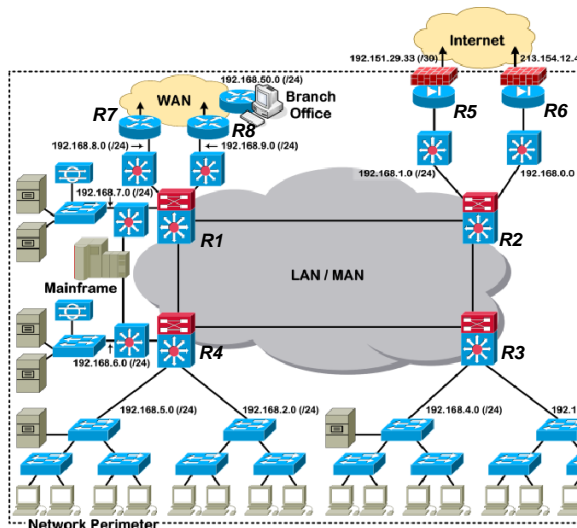 Internet
192.151.29.33 (/30)
213.154.12.4
192.168.60.0 (/24)
WAN
Branch
Office
R7
R8
R5
R6
192.168.8.0 (/24)
192.168.9.0 (/24)
192.168.1.0 (/24)
192.168.0.0
192.168.7.0 (/24)
R1
R2
LAN / MAN
Mainframe
R4
R3
192.168.6.0 (/24)
192.168.5.0 (/24)
192.168.2.0 (/24)
192.168.4.0 (/24)
192.1
Network Perimeter